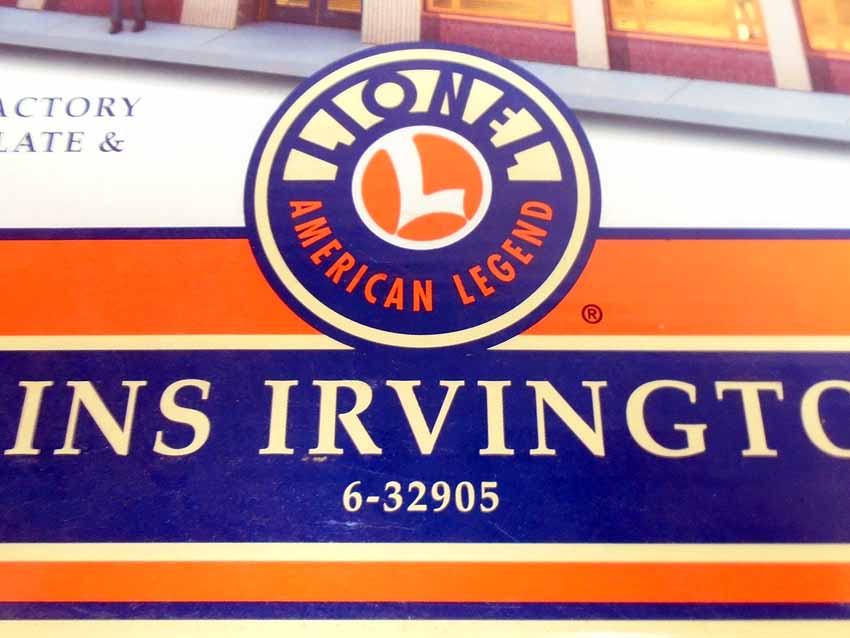 ACTORY
LATE &
LIONEL
L
AMERICAN LEGEND
®
INS IRVINGTO
6-32905